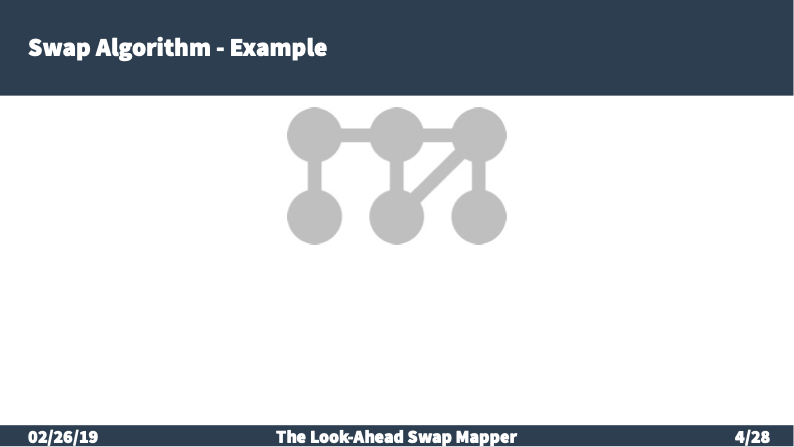 Swap Algorithm - Example
02/26/19
The Look-Ahead Swap Mapper
4/28